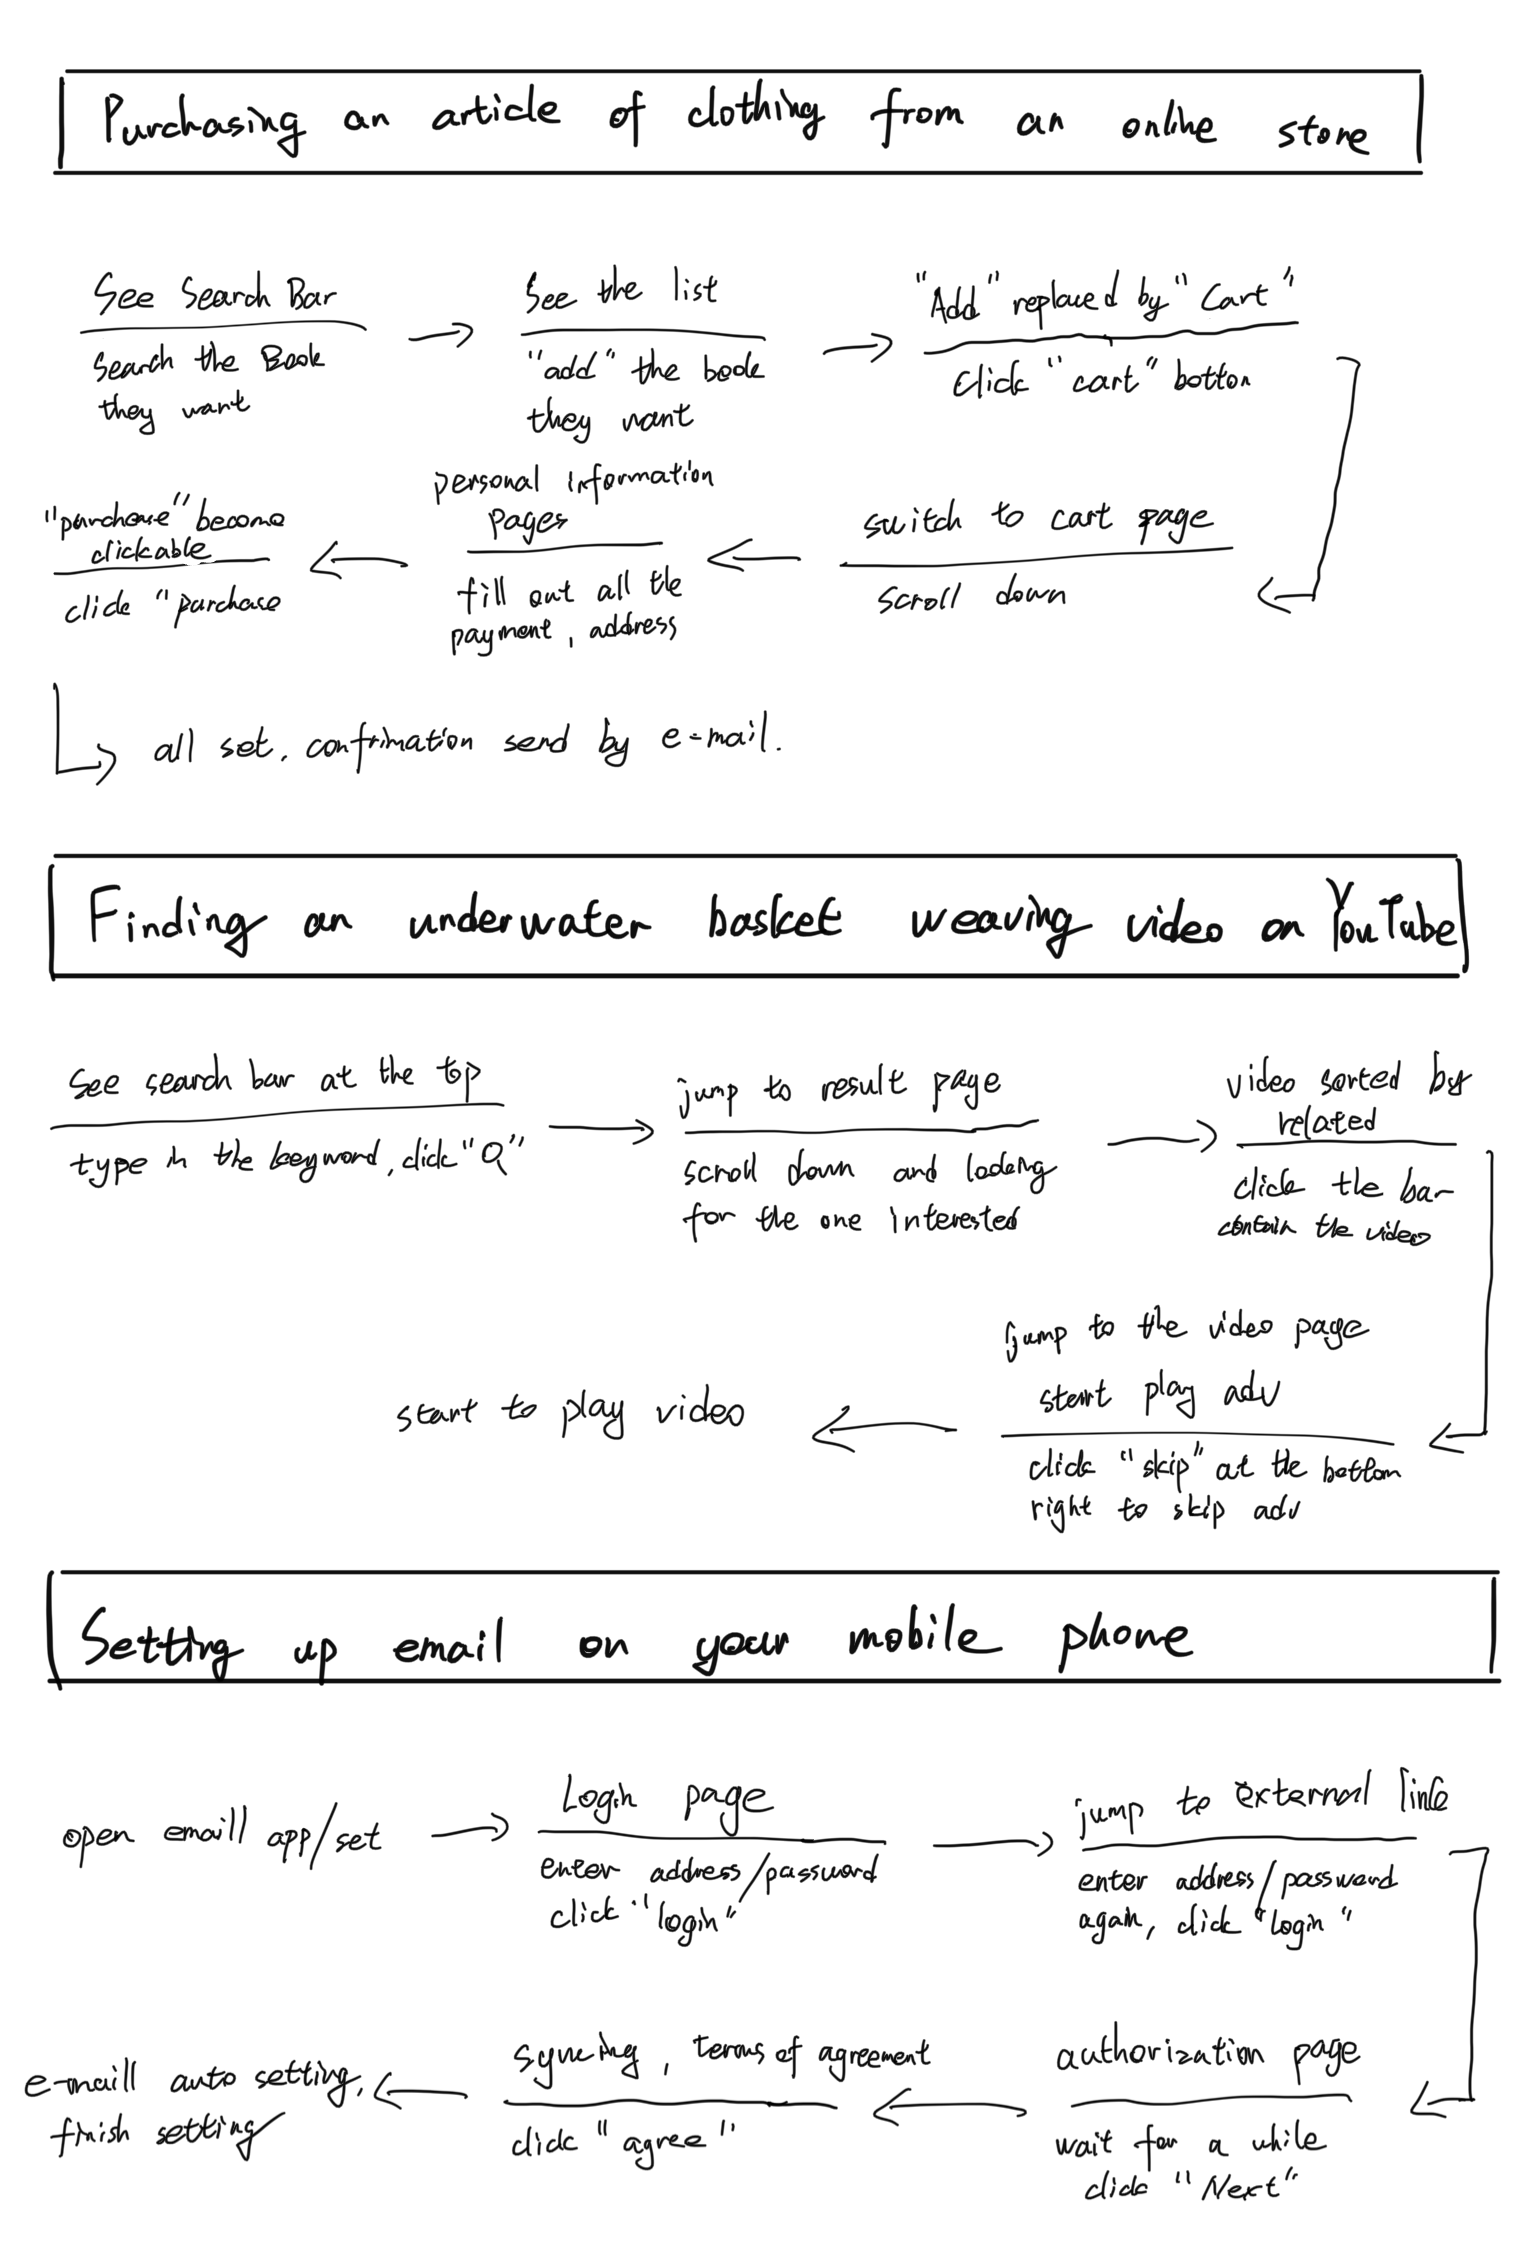 Purchasing an article of clothing from an online store
See Search Bar
search the Book
they want
See the list
"add" the book
they want
"Add" replaced by "Cart"
Click "cart" botton
switch to cart page
scroll down
personal information
pages
fill out all the
payment, address
"purchase" become
clickable
click "purchase
all set. confrimation send by e-mail.
Finding an underwater basket weaving video on YouTube
See search bar at the top
type in the keyword, click "Q"
jump to result page
scroll down and looking
for the one interested
video sorted by
related
click the bar
contain the video
jump to the video page
start play adv
click "skip" at the bottom
right to skip adv
start to play video
Setting up email on your mobile phone
open emaill app/set
Login page
enter address/password
click "login"
jump to external link
enter address/password
again, click "login"
authorization page
wait for a while
click "Next"
syncing, terms of agreement
click "agree"
e-maill auto setting,
finish setting